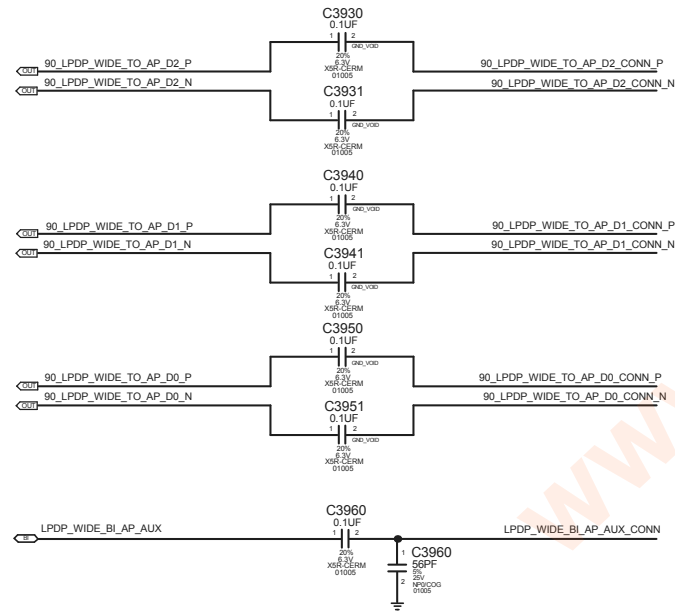 C3930
0.1UF
1 2
90_LPDP_WIDE_TO_AP_D2_P
OUT
20%
6.3V
GND_VOID
X5R-CERM
01005
90_LPDP_WIDE_TO_AP_D2_CONN_P
90_LPDP_WIDE_TO_AP_D2_N
OUT
90_LPDP_WIDE_TO_AP_D2_CONN_N
C3931
0.1UF
1 2
GND_VOID
20%
6.3V
X5R-CERM
01005
C3940
0.1UF
1 2
GND_VOID
20%
6.3V
X5R-CERM
01005
90_LPDP_WIDE_TO_AP_D1_P
OUT
90_LPDP_WIDE_TO_AP_D1_CONN_P
90_LPDP_WIDE_TO_AP_D1_N
OUT
90_LPDP_WIDE_TO_AP_D1_CONN_N
C3941
0.1UF
1 2
GND_VOID
20%
6.3V
X5R-CERM
01005
C3950
0.1UF
1 2
GND_VOID
20%
6.3V
X5R-CERM
01005
90_LPDP_WIDE_TO_AP_D0_P
OUT
90_LPDP_WIDE_TO_AP_D0_CONN_P
90_LPDP_WIDE_TO_AP_D0_N
OUT
90_LPDP_WIDE_TO_AP_D0_CONN_N
C3951
0.1UF
1 2
GND_VOID
20%
6.3V
X5R-CERM
01005
C3960
0.1UF
1 2
LPDP_WIDE_BI_AP_AUX
BI
LPDP_WIDE_BI_AP_AUX_CONN
20%
6.3V
X5R-CERM
01005
1
C3960
56PF
5%
25V
2
NP0/C0G
01005